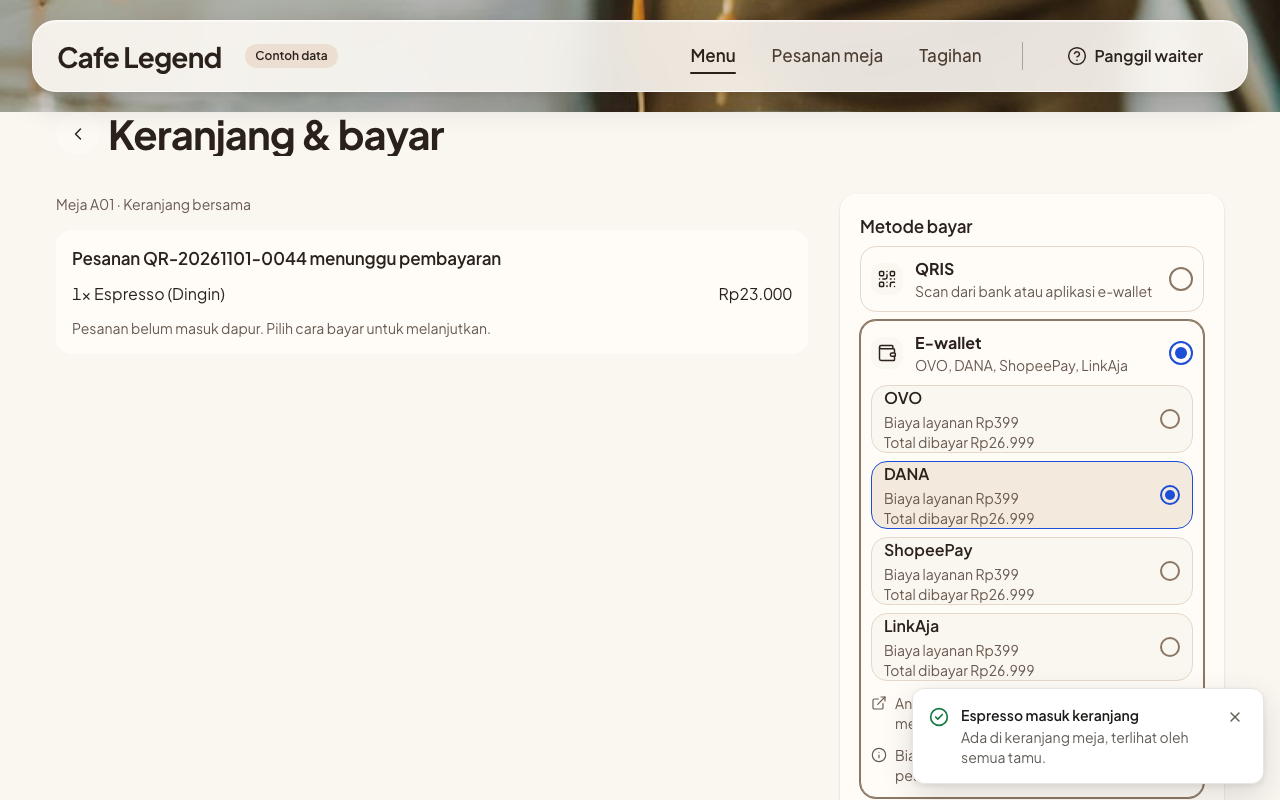 Cafe Legend
Contoh data
Menu
Pesanan meja
Tagihan
Panggil waiter
Keranjang & bayar
Meja A01 · Keranjang bersama
Pesanan QR-20261101-0044 menunggu pembayaran
1× Espresso (Dingin) Rp23.000
Pesanan belum masuk dapur. Pilih cara bayar untuk melanjutkan.
Metode bayar
QRIS
Scan dari bank atau aplikasi e-wallet
E-wallet
OVO, DANA, ShopeePay, LinkAja
OVO
Biaya layanan Rp399
Total dibayar Rp26.999
DANA
Biaya layanan Rp399
Total dibayar Rp26.999
ShopeePay
Biaya layanan Rp399
Total dibayar Rp26.999
LinkAja
Biaya layanan Rp399
Total dibayar Rp26.999
Espresso masuk keranjang
Ada di keranjang meja, terlihat oleh
semua tamu.